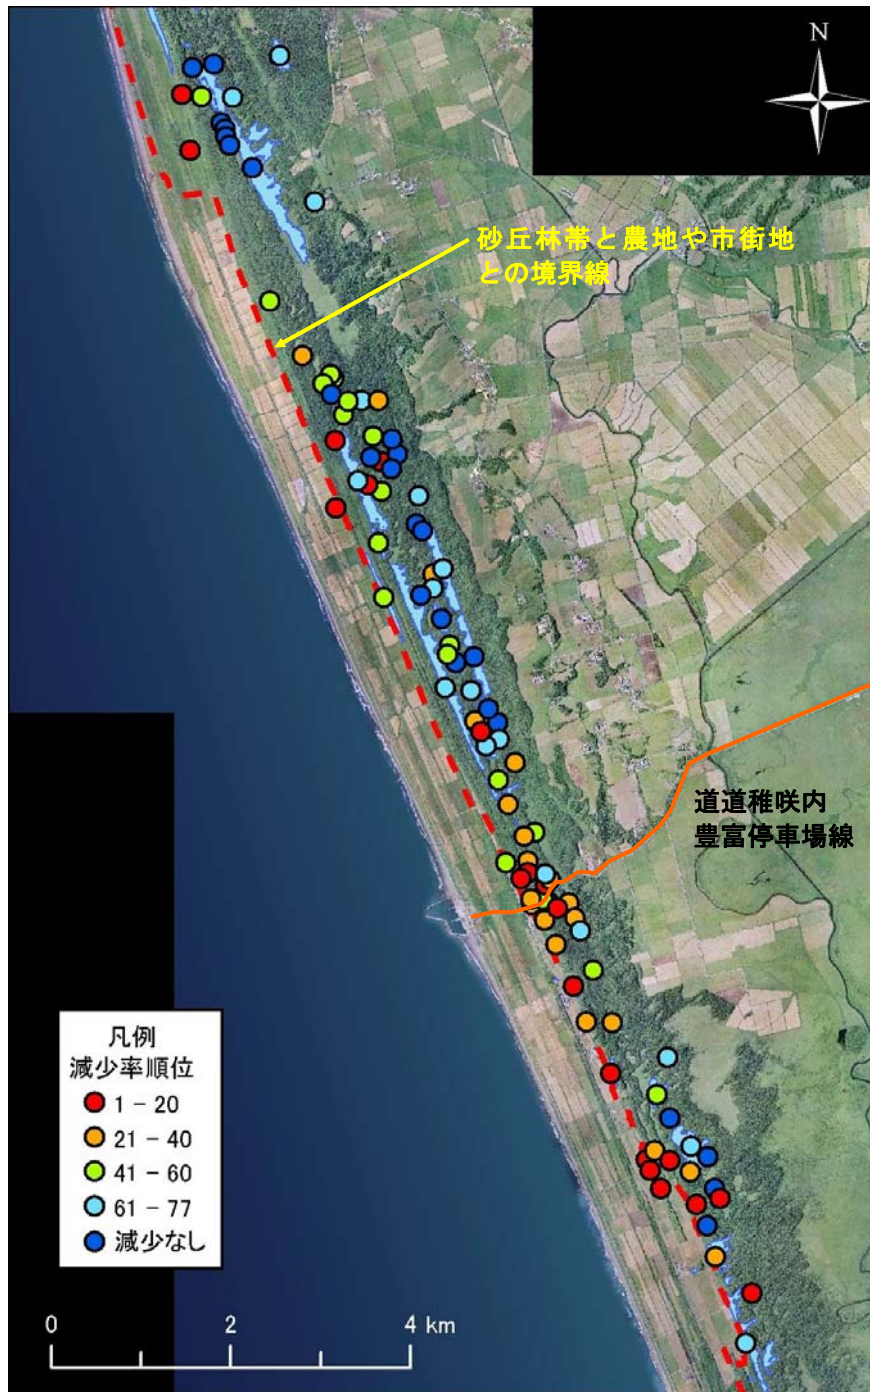 N
砂丘林帯と農地や市街地
との境界線
道道稚咲内
豊富停車場線
凡例
減少率順位
1 - 20
21 - 40
41 - 60
61 - 77
減少なし
0 2 4 km